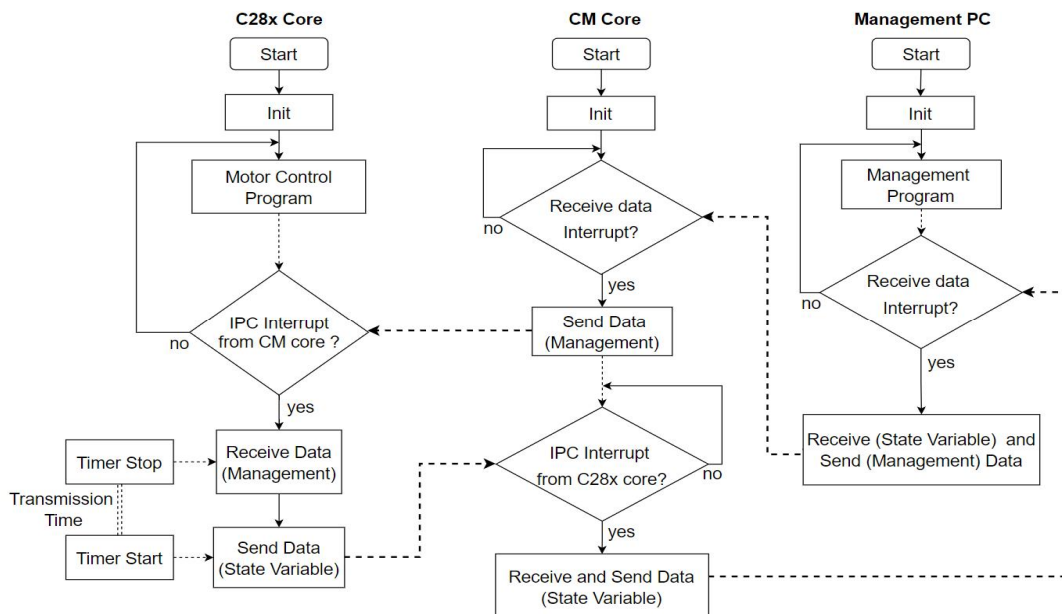 C28x Core
Start
Init
Motor Control
Program
IPC Interrupt
from CM core ?
no
yes
Timer Stop
Receive Data
(Management)
Transmission
Time
Timer Start
Send Data
(State Variable)
CM Core
Start
Init
Receive data
Interrupt?
no
yes
Send Data
(Management)
IPC Interrupt
from C28x core?
no
yes
Receive and Send Data
(State Variable)
Management PC
Start
Init
Management
Program
Receive data
Interrupt?
no
yes
Receive (State Variable) and
Send (Management) Data